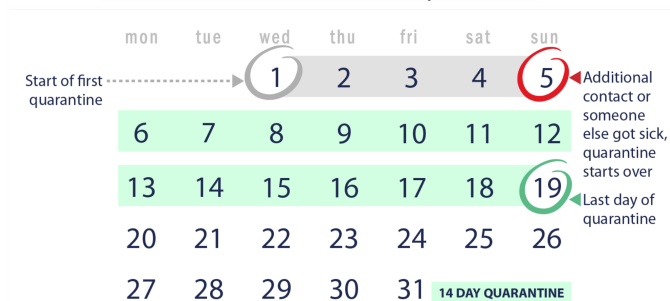 mon tue wed thu fri sat sun
Start of first
quarantine
1 2 3 4 5
Additional
contact or
someone
else got sick,
quarantine
starts over
6 7 8 9 10 11 12
13 14 15 16 17 18 19
Last day of
quarantine
20 21 22 23 24 25 26
27 28 29 30 31
14 DAY QUARANTINE